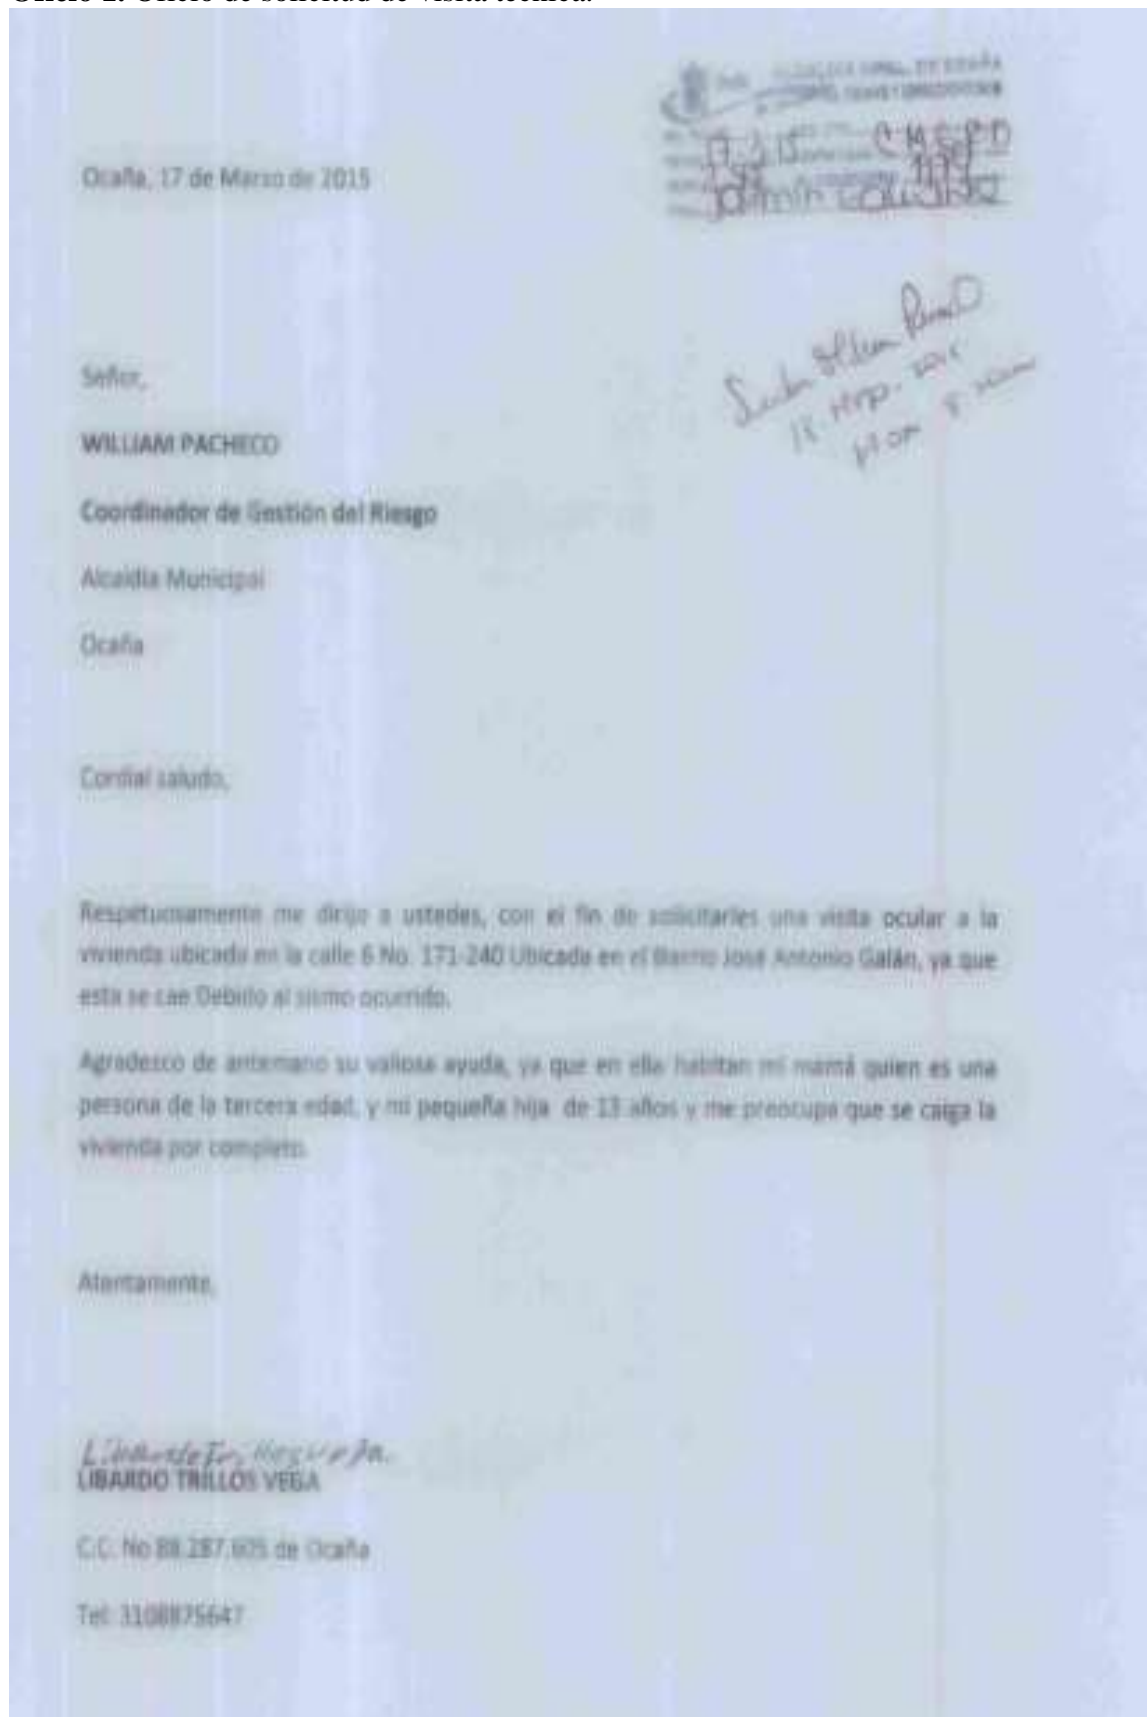 Oficio 2. Oficio de solicitud de visita técnica.
Ocaña, 17 de Marzo de 2015
Señor,
WILLIAM PACHECO
Coordinador de Gestión del Riesgo
Alcaldía Municipal
Ocaña
Cordial saludo,
Respetuosamente me dirijo a ustedes, con el fin de solicitarles una visita ocular a la
vivienda ubicada en la calle 6 No. 171-240 Ubicada en el Barrio José Antonio Galán, ya que
esta se cae Debido al sismo ocurrido.
Agradezco de antemano su valiosa ayuda, ya que en ella habitan mi mamá quien es una
persona de la tercera edad, y mi pequeña hija de 13 años y me preocupa que se caiga la
vivienda por completo.
Atentamente,
LIBARDO TRILLOS VEGA
C.C. No 88.287.605 de Ocaña
Tel: 3108875647